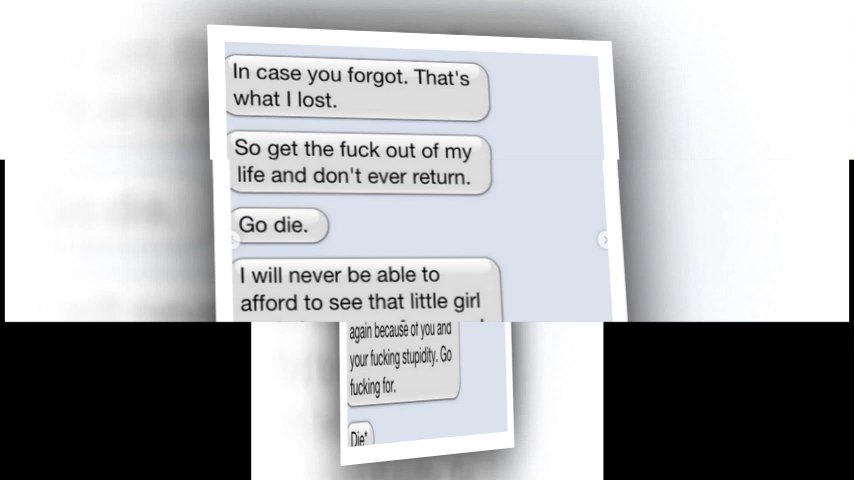 In case you forgot. That's
what I lost.
So get the fuck out of my
life and don't ever return.
Go die.
I will never be able to
afford to see that little girl
again because of you and
your fucking stupidity. Go
fucking for.
Die*